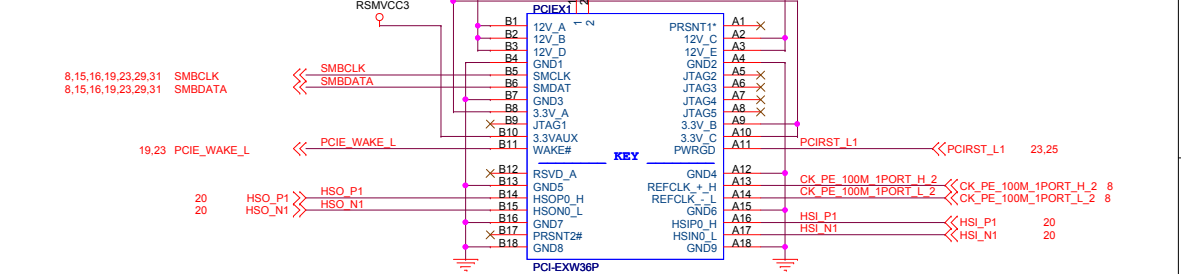 RSMVCC3
PCIEX1
1
2
2
B1 12V_A PRSNT1* A1
B2 12V_B 12V_C A2
B3 12V_D 12V_E A3
B4 GND1 GND2 A4
8,15,16,19,23,29,31 SMBCLK SMBCLK B5 SMCLK JTAG2 A5
8,15,16,19,23,29,31 SMBDATA SMBDATA B6 SMDAT JTAG3 A6
B7 GND3 JTAG4 A7
B8 3.3V_A JTAG5 A8
B9 JTAG1 3.3V_B A9
B10 3.3VAUX 3.3V_C A10
19,23 PCIE_WAKE_L PCIE_WAKE_L B11 WAKE# PWRGD A11 PCIRST_L1 PCIRST_L1 23,25
KEY
B12 RSVD_A GND4 A12
B13 GND5 REFCLK_+_H A13 CK_PE_100M_1PORT_H_2 CK_PE_100M_1PORT_H_2 8
20 HSO_P1 HSO_P1 B14 HSOP0_H REFCLK_-_L A14 CK_PE_100M_1PORT_L_2 CK_PE_100M_1PORT_L_2 8
20 HSO_N1 HSO_N1 B15 HSON0_L GND6 A15
B16 GND7 HSIP0_H A16 HSI_P1 HSI_P1 20
B17 PRSNT2# HSIN0_L A17 HSI_N1 HSI_N1 20
B18 GND8 GND9 A18
PCI-EXW36P